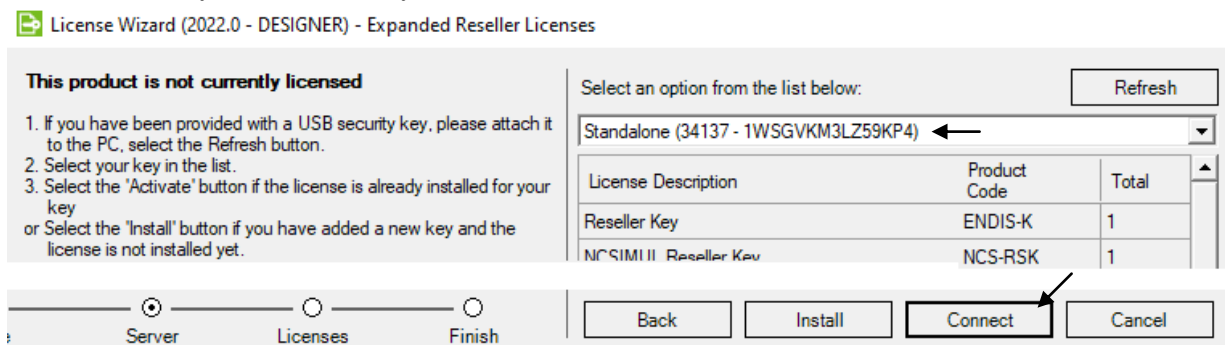 License Wizard (2022.0 - DESIGNER) - Expanded Reseller Licenses
This product is not currently licensed
1. If you have been provided with a USB security key, please attach it
to the PC, select the Refresh button.
2. Select your key in the list.
3. Select the 'Activate' button if the license is already installed for your
key
or Select the 'Install' button if you have added a new key and the
license is not installed yet.
Select an option from the list below:
Refresh
Standalone (34137 - 1WSGVKM3LZ59KP4)
License Description Product Code Total
Reseller Key ENDIS-K 1
NCSIMUL Reseller Key NCS-RSK 1
Server Licenses Finish
Back Install Connect Cancel